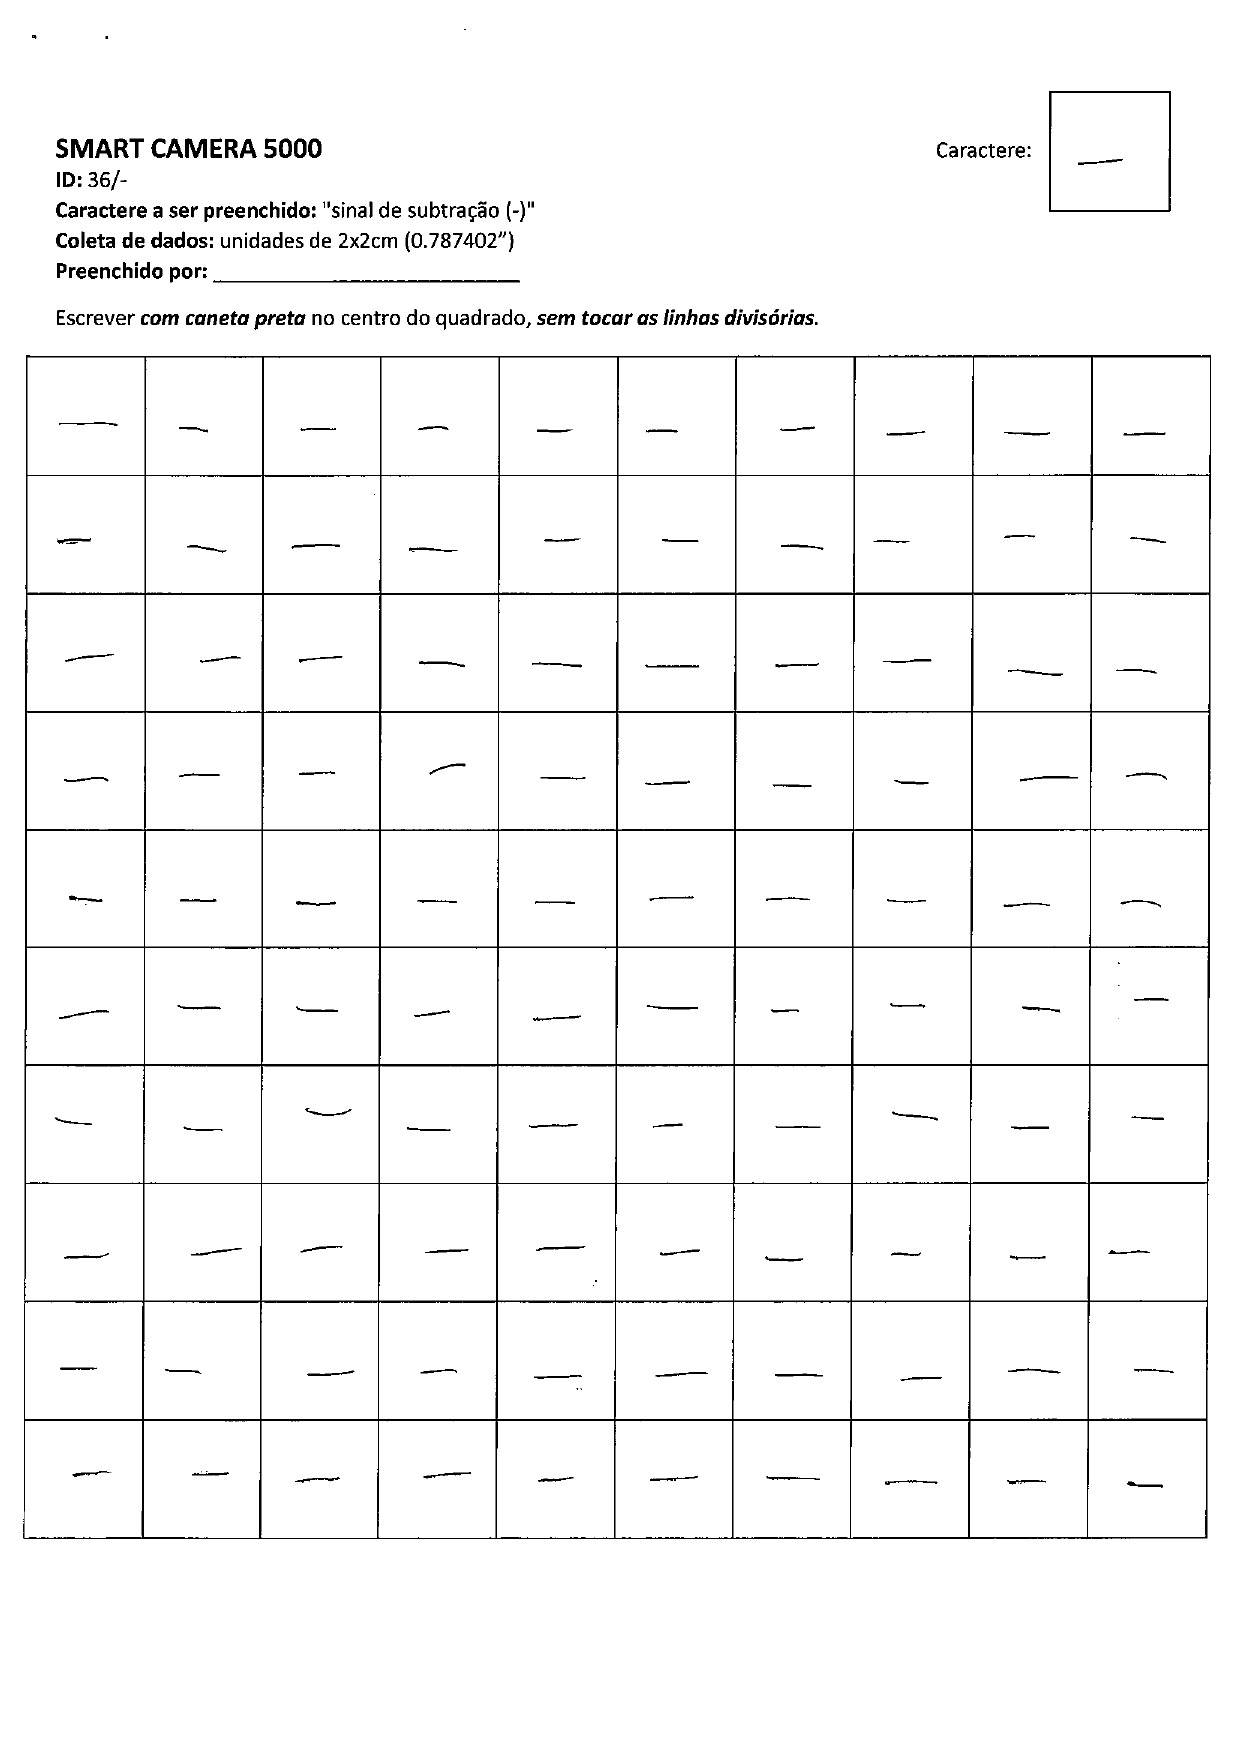 SMART CAMERA 5000
Caractere: —
ID: 36/-
Caractere a ser preenchido: "sinal de subtração (-)"
Coleta de dados: unidades de 2x2cm (0.787402”)
Preenchido por: ____________________
Escrever com caneta preta no centro do quadrado, sem tocar as linhas divisórias.
— — — — — — — — — —
— — — — — — — — — —
— — — — — — — — — —
— — — — — — — — — —
— — — — — — — — — —
— — — — — — — — — —
— — — — — — — — — —
— — — — — — — — — —
— — — — — — — — — —
— — — — — — — — — —